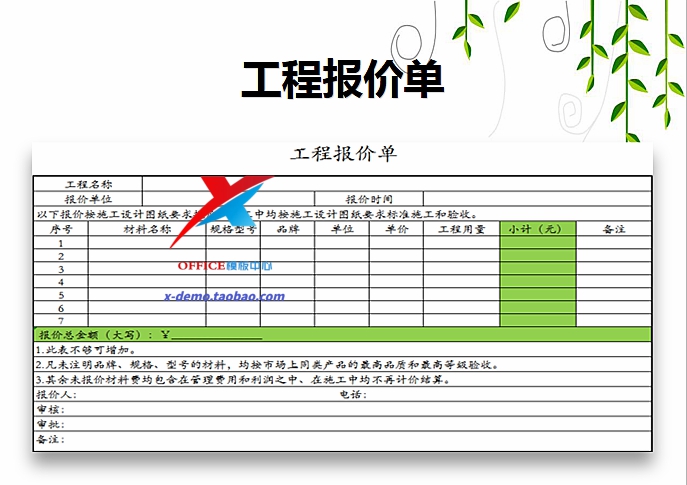 工程报价单
工程报价单
工程名称
报价单位 报价时间
以下报价按施工设计图纸要求 工中均按施工设计图纸要求标准施工和验收。
序号 材料名称 规格型号 品牌 单位 单价 工程用量 小计（元） 备注
1
2
3
4
5
6
7
OFFICE模板中心
x-demo.taobao.com
报价总金额（大写）：￥
1.此表不够可增加。
2.凡未注明品牌、规格、型号的材料，均按市场上同类产品的最高品质和最高等级验收。
3.其余未报价材料费均包含在管理费用和利润之中、在施工中均不再计价结算。
报价人： 电话：
审核：
审批：
备注：